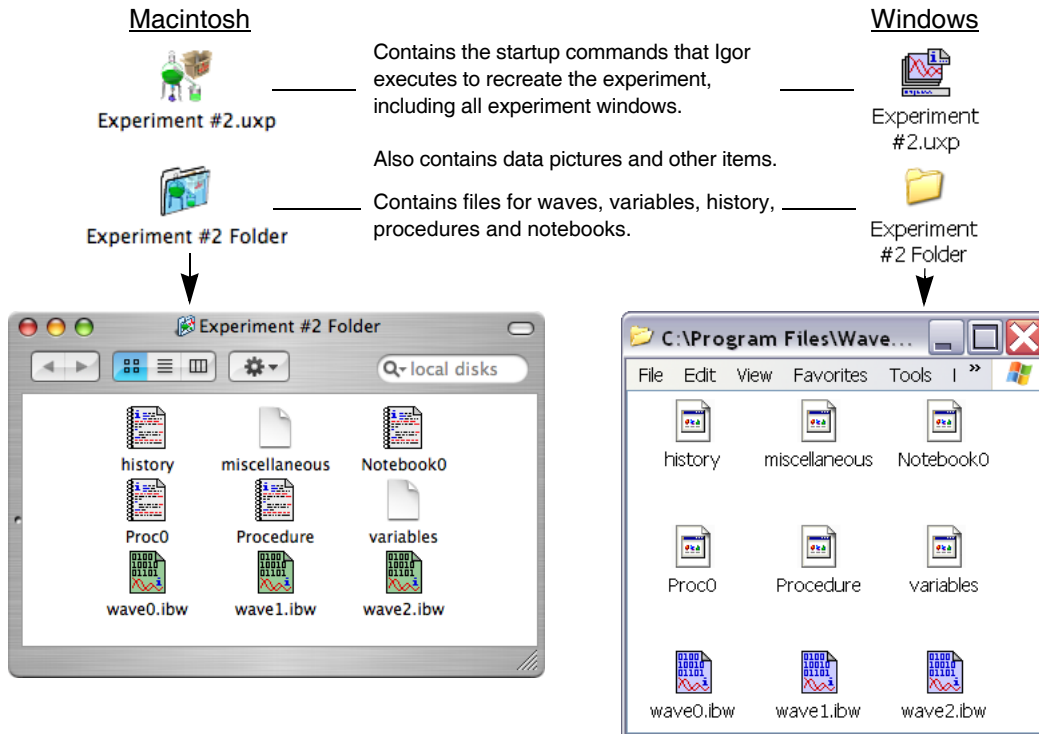 Macintosh
Windows
Experiment #2.uxp
Contains the startup commands that Igor
executes to recreate the experiment,
including all experiment windows.
Also contains data pictures and other items.
Experiment
#2.uxp
Experiment #2 Folder
Contains files for waves, variables, history,
procedures and notebooks.
Experiment
#2 Folder
Experiment #2 Folder
local disks
history
miscellaneous
Notebook0
Proc0
Procedure
variables
wave0.ibw
wave1.ibw
wave2.ibw
C:\Program Files\Wave...
File Edit View Favorites Tools
history
miscellaneous
Notebook0
Proc0
Procedure
variables
wave0.ibw
wave1.ibw
wave2.ibw